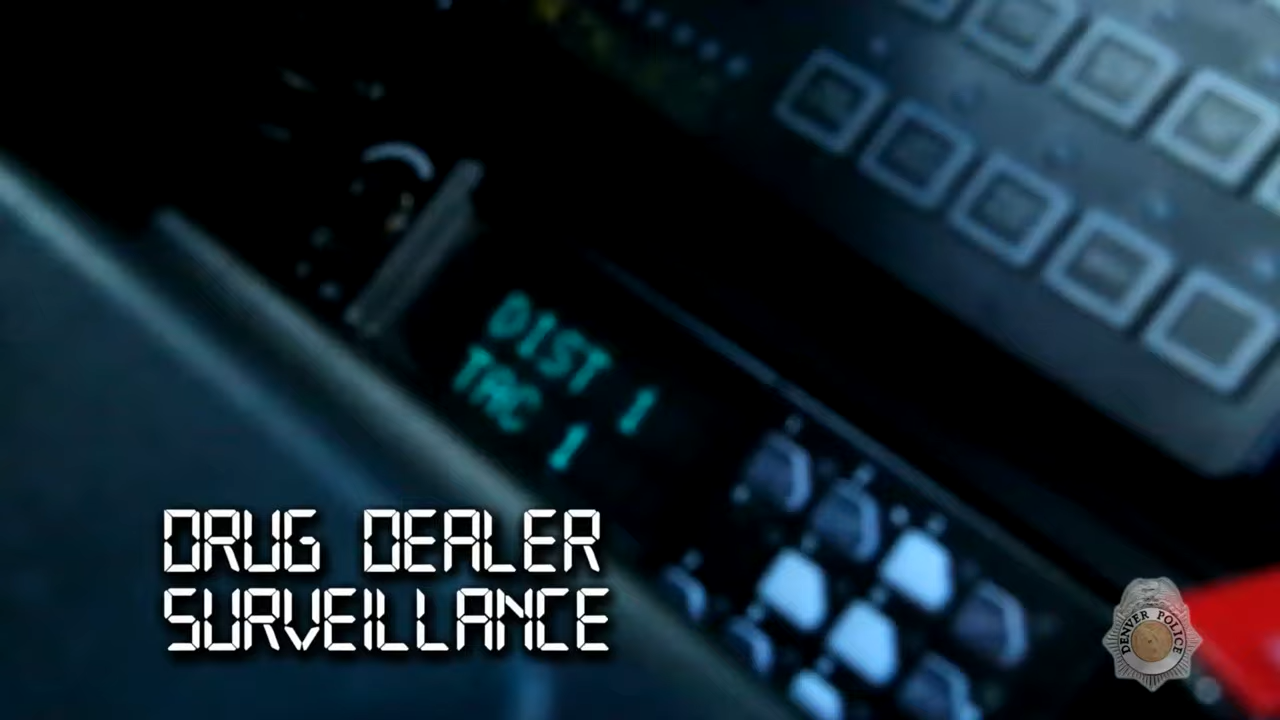 DIST 1
TAC 1
DRUG DEALER
SURVEILLANCE
DENVER POLICE